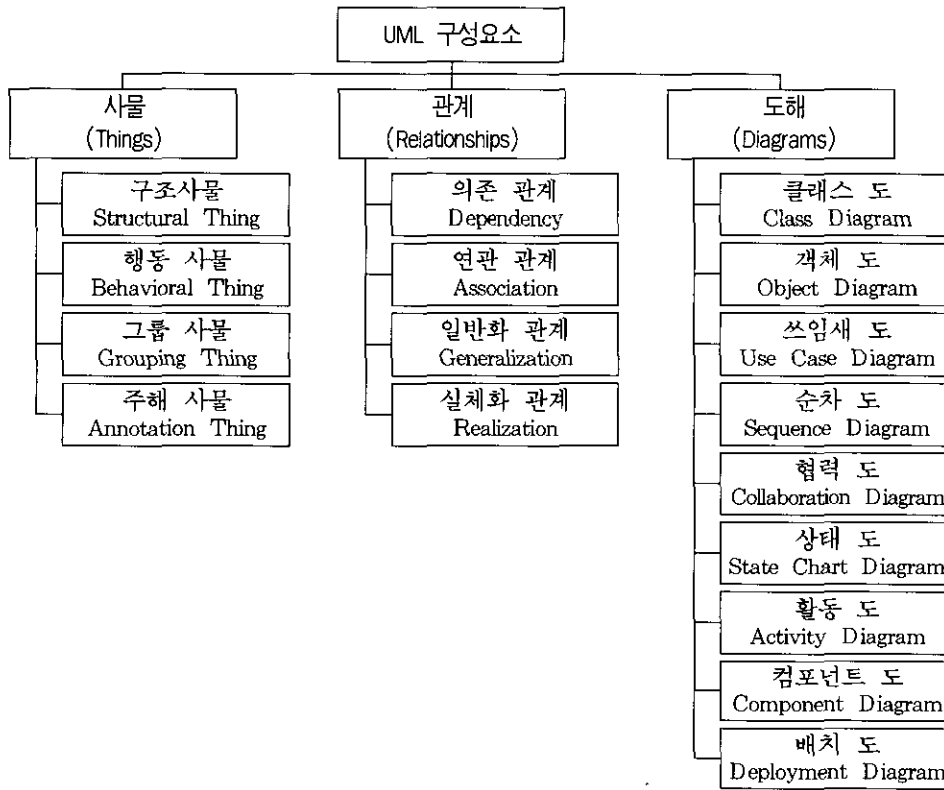 UML 구성요소
사물
(Things)
구조사물
Structural Thing
행동 사물
Behavioral Thing
그룹 사물
Grouping Thing
주해 사물
Annotation Thing
관계
(Relationships)
의존 관계
Dependency
연관 관계
Association
일반화 관계
Generalization
실체화 관계
Realization
도해
(Diagrams)
클래스 도
Class Diagram
객체 도
Object Diagram
쓰임새 도
Use Case Diagram
순차 도
Sequence Diagram
협력 도
Collaboration Diagram
상태 도
State Chart Diagram
활동 도
Activity Diagram
컴포넌트 도
Component Diagram
배치 도
Deployment Diagram